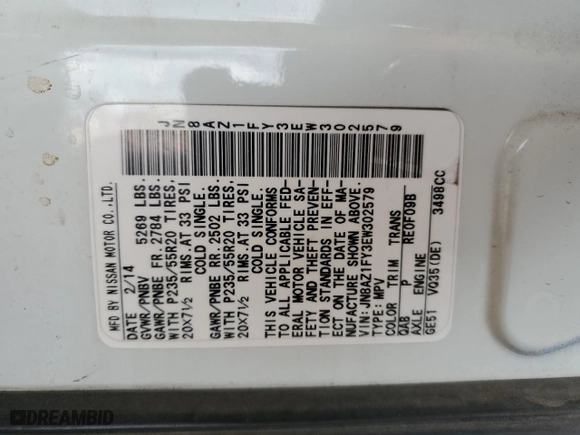 JN8AZ1FY3EW302579
MFD BY NISSAN MOTOR CO.,LTD.
DATE 2/14
GVWR/PNBV 5269 LBS.
GAWR/PNBE FR: 2784 LBS.
WITH P235/55R20 TIRES,
20X7½ RIMS.AT 33 PSI
COLD SINGLE.
GAWR/PNBE RR: 2502 LBS.
WITH P235/55R20 TIRES,
20X7½ RIMS.AT 33 PSI
COLD SINGLE.
THIS VEHICLE CONFORMS
TO ALL APPLICABLE FED-
ERAL MOTOR VEHICLE SA-
FETY AND THEFT PREVEN-
TION STANDARDS IN EFF-
ECT ON THE DATE OF MA-
NUFACTURE SHOWN ABOVE.
VIN:JN8AZ1FY3EW302579
TYPE:MPV
COLOR TRIM TRANS
QAB P RE0F09B
AXLE ENGINE
GE51 VQ35(DE) 3498CC
DREAMBID